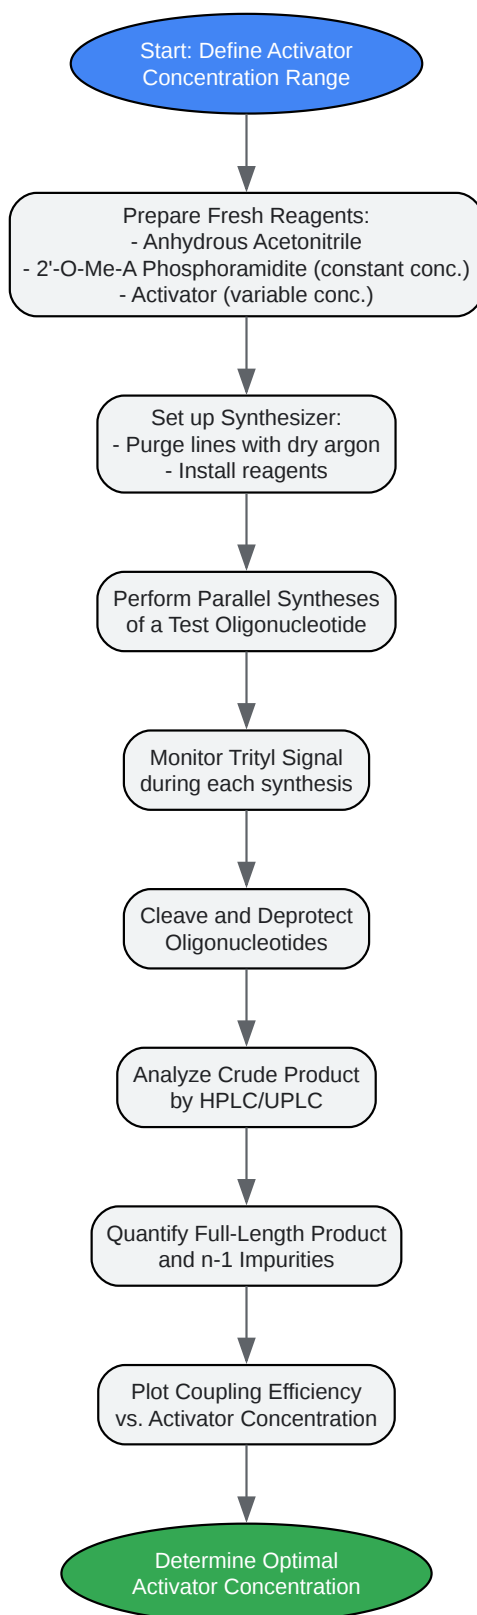 Start: Define Activator
Concentration Range
Prepare Fresh Reagents:
- Anhydrous Acetonitrile
- 2'-O-Me-A Phosphoramidite (constant conc.)
- Activator (variable conc.)
Set up Synthesizer:
- Purge lines with dry argon
- Install reagents
Perform Parallel Syntheses
of a Test Oligonucleotide
Monitor Trityl Signal
during each synthesis
Cleave and Deprotect
Oligonucleotides
Analyze Crude Product
by HPLC/UPLC
Quantify Full-Length Product
and n-1 Impurities
Plot Coupling Efficiency
vs. Activator Concentration
Determine Optimal
Activator Concentration